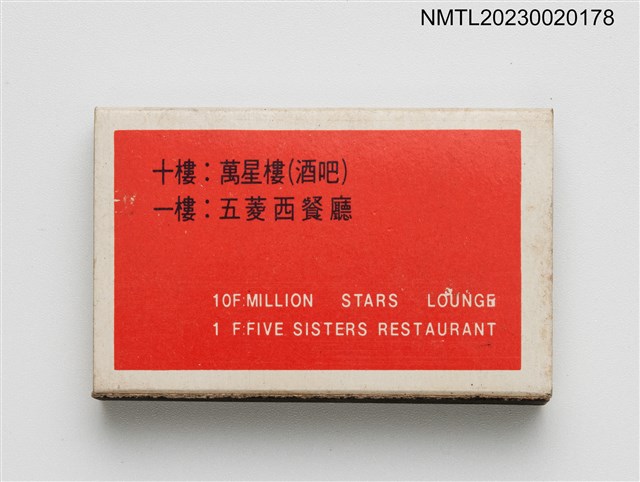 NMTL20230020178
十樓：萬星樓(酒吧)
一樓：五菱西餐廳
10F:MILLION STARS LOUNGE
1 F:FIVE SISTERS RESTAURANT